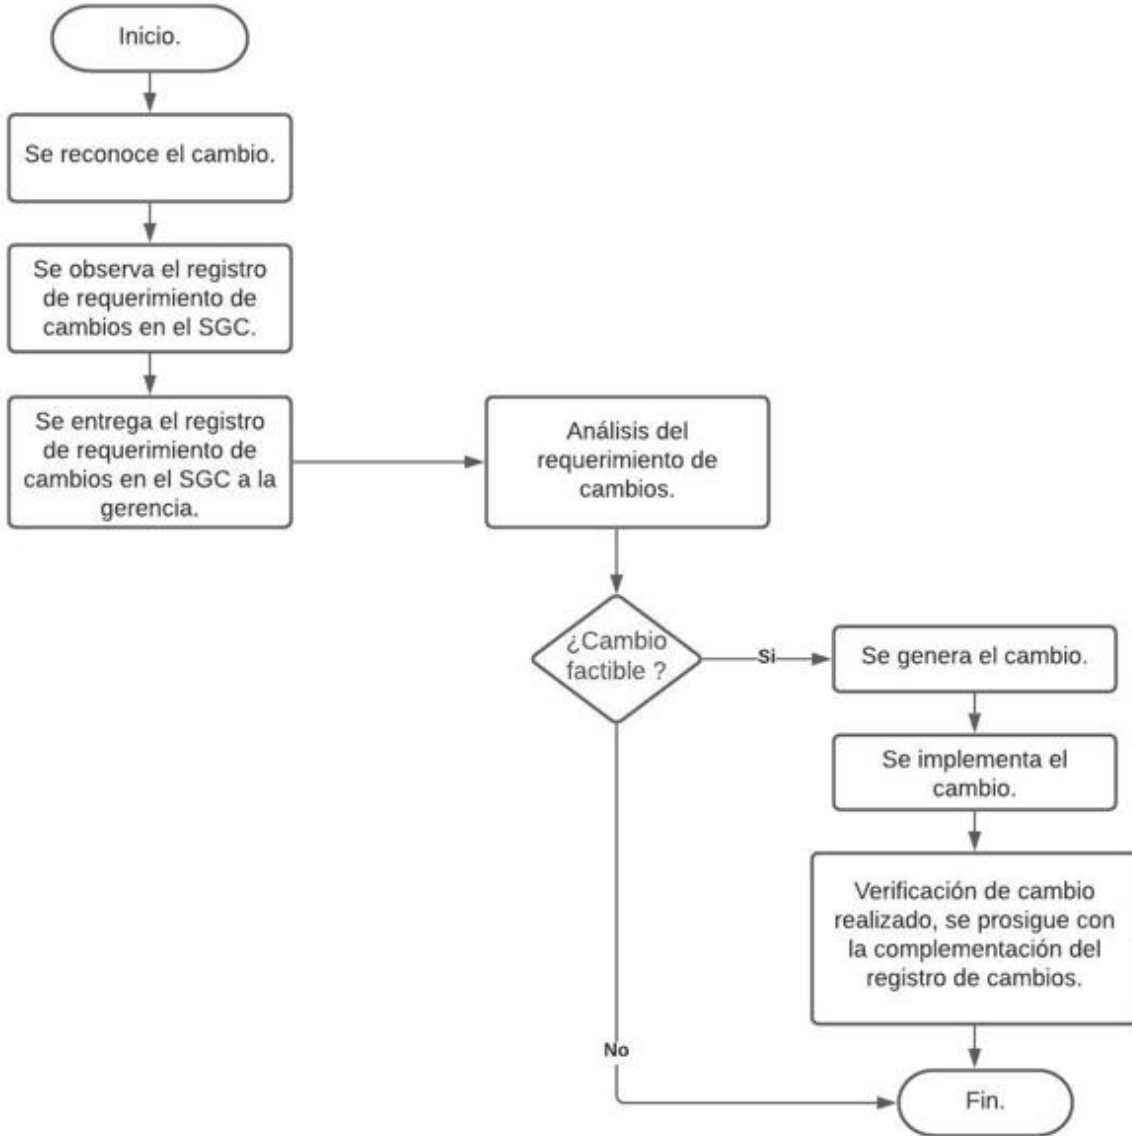 Inicio.
Se reconoce el cambio.
Se observa el registro
de requerimiento de
cambios en el SGC.
Se entrega el registro
de requerimiento de
cambios en el SGC a la
gerencia.
Análisis del
requerimiento de
cambios.
¿Cambio
factible ?
Si
Se genera el cambio.
Se implementa el
cambio.
Verificación de cambio
realizado, se prosigue con
la complementación del
registro de cambios.
No
Fin.